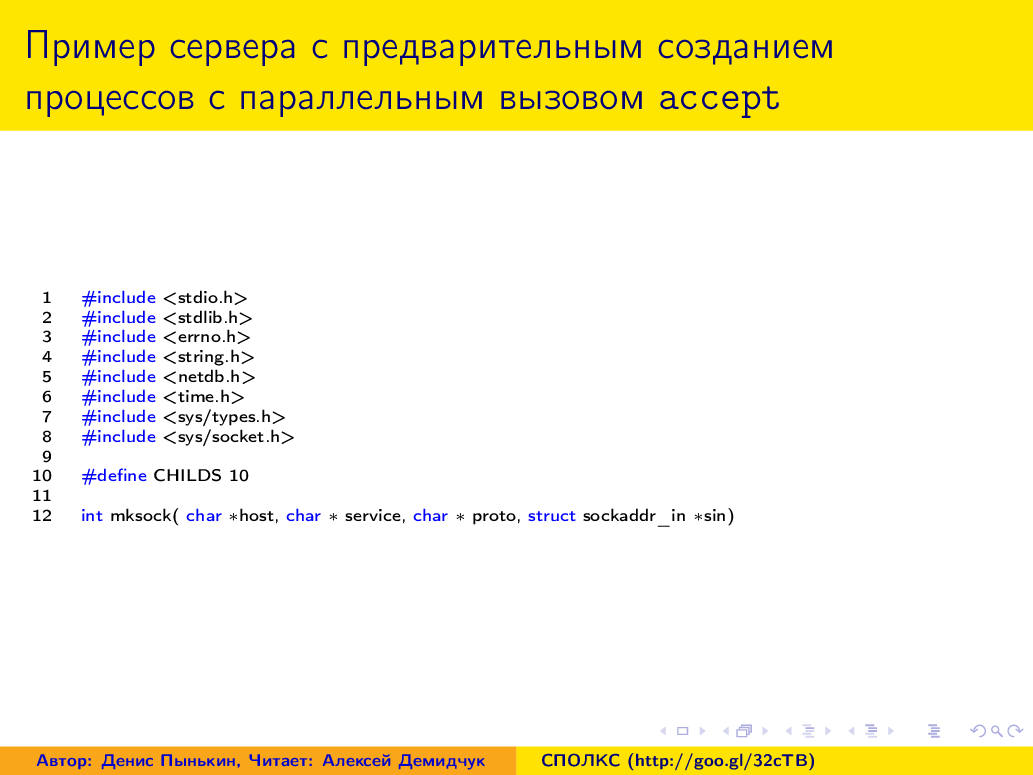 Пример сервера с предварительным созданием
процессов с параллельным вызовом accept
1 #include <stdio.h>
2 #include <stdlib.h>
3 #include <errno.h>
4 #include <string.h>
5 #include <netdb.h>
6 #include <time.h>
7 #include <sys/types.h>
8 #include <sys/socket.h>
9
10 #define CHILDS 10
11
12 int mksock( char *host, char * service, char * proto, struct sockaddr_in *sin)
Автор: Денис Пынькин, Читает: Алексей Демидчук
СПОЛКС (http://goo.gl/32cTB)